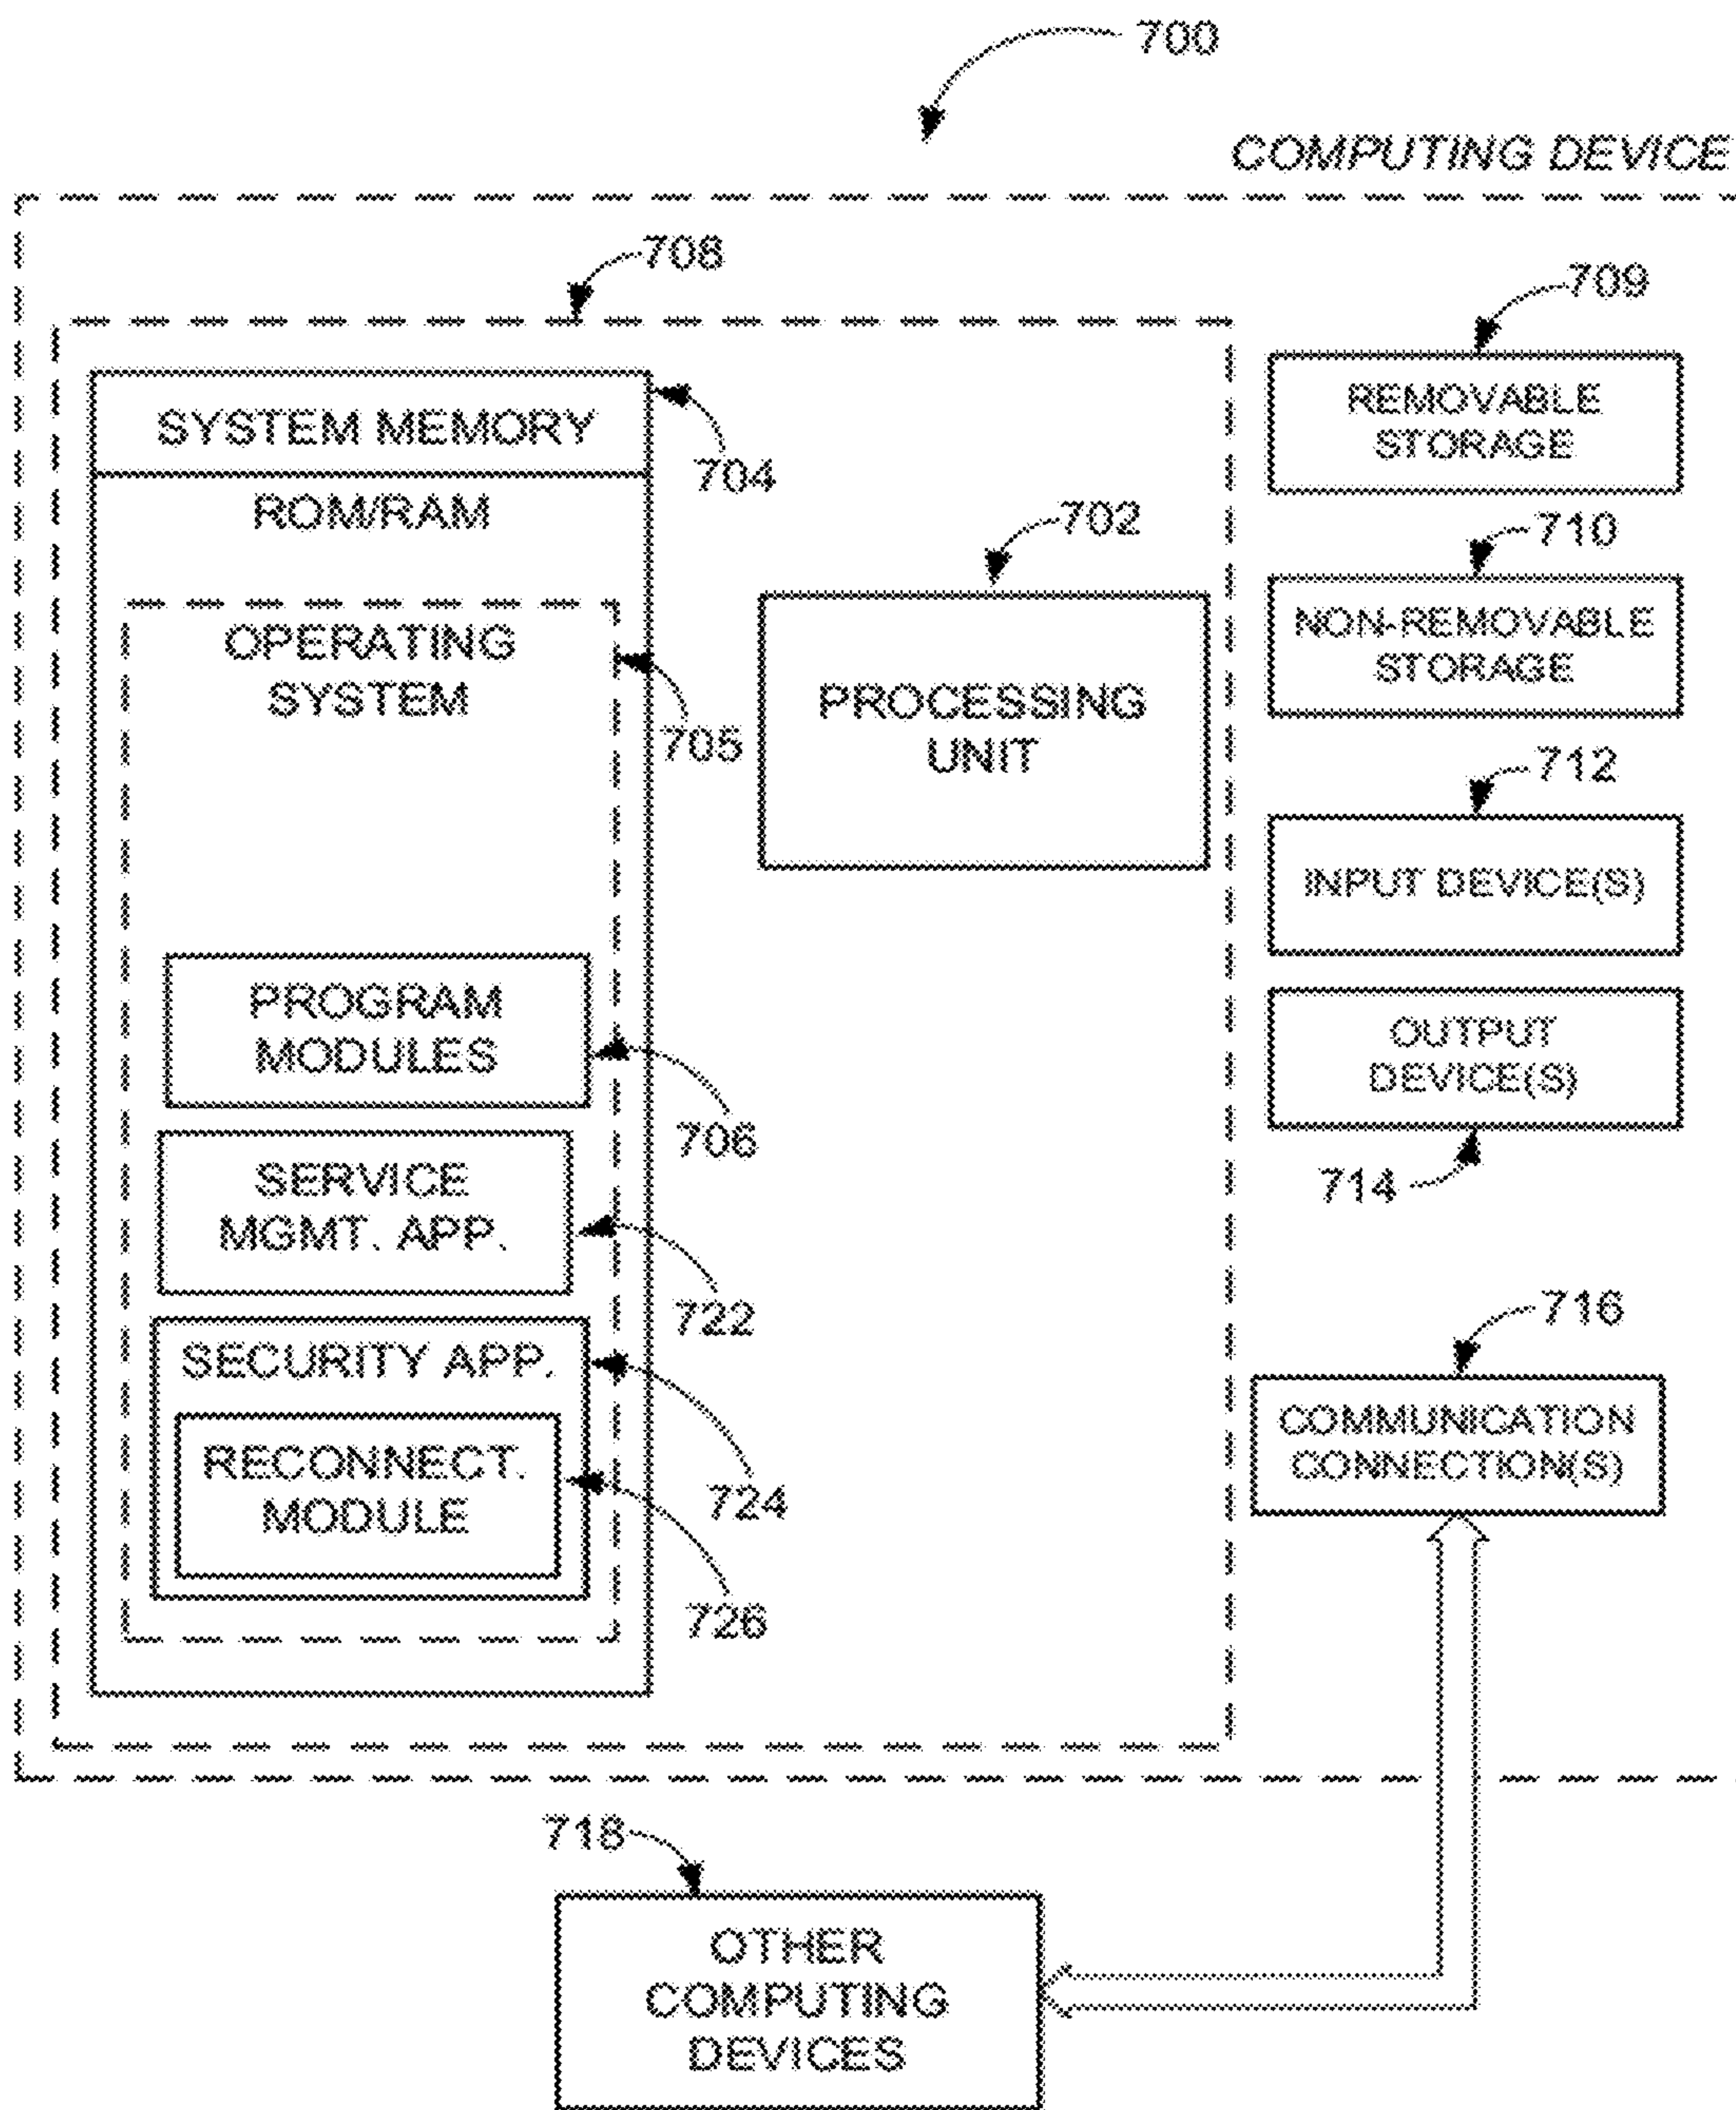 700
COMPUTING DEVICE
708
709
SYSTEM MEMORY
704
ROM/RAM
REMOVABLE
STORAGE
702
710
OPERATING
SYSTEM
705
PROCESSING
UNIT
NON-REMOVABLE
STORAGE
712
INPUT DEVICE(S)
PROGRAM
MODULES
706
OUTPUT
DEVICE(S)
714
SERVICE
MGMT. APP.
722
716
SECURITY APP.
724
COMMUNICATION
CONNECTION(S)
RECONNECT.
MODULE
726
718
OTHER
COMPUTING
DEVICES